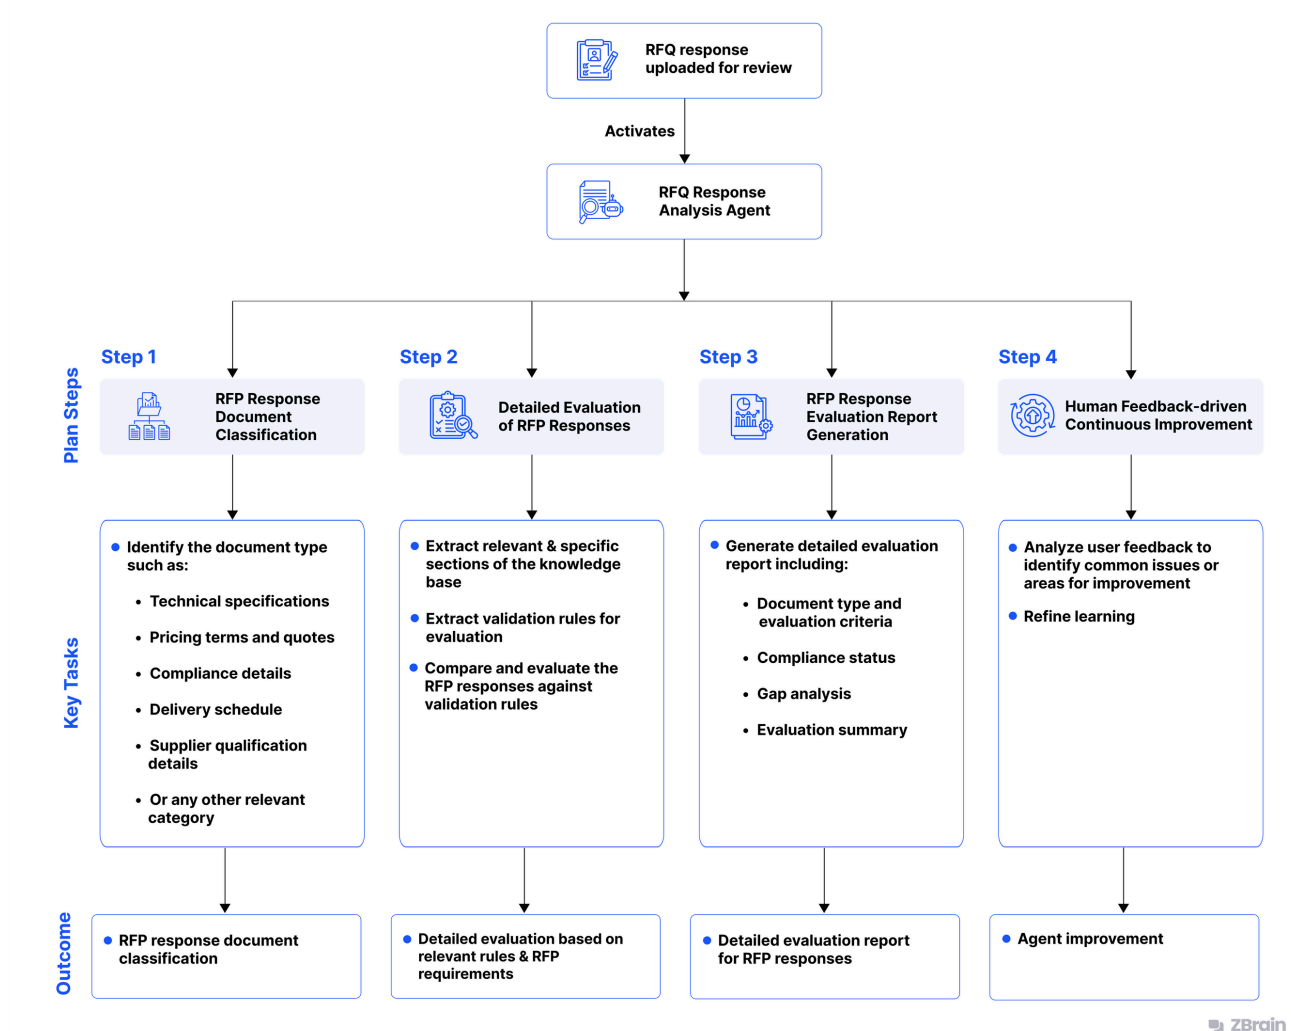 RFQ response
uploaded for review
Activates
RFQ Response
Analysis Agent
Plan Steps
Step 1
RFP Response
Document
Classification
Step 2
Detailed Evaluation
of RFP Responses
Step 3
RFP Response
Evaluation Report
Generation
Step 4
Human Feedback-driven
Continuous Improvement
Key Tasks
Identify the document type
such as:
• Technical specifications
• Pricing terms and quotes
• Compliance details
• Delivery schedule
• Supplier qualification
details
• Or any other relevant
category
Extract relevant & specific
sections of the knowledge
base
Extract validation rules for
evaluation
Compare and evaluate the
RFP responses against
validation rules
Generate detailed evaluation
report including:
• Document type and
evaluation criteria
• Compliance status
• Gap analysis
• Evaluation summary
Analyze user feedback to
identify common issues or
areas for improvement
Refine learning
Outcome
RFP response document
classification
Detailed evaluation based on
relevant rules & RFP
requirements
Detailed evaluation report
for RFP responses
Agent improvement
ZBrain